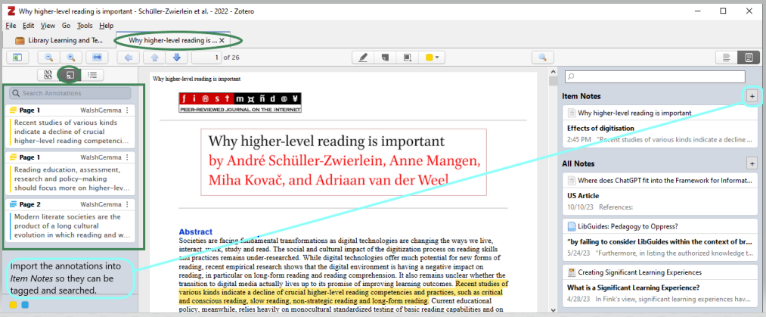 Why higher-level reading is important - Schüller-Zwierlein et al. - 2022 - Zotero
File Edit View Go Tools Help
Library Learning and Te...
Why higher-level reading is ...
1 of 26
Search Annotations
Page 1 WalshGemma
Recent studies of various kinds
indicate a decline of crucial
higher-level reading competenci...
Page 1 WalshGemma
Reading education, assessment,
research and policy-making
should focus more on higher-lev...
Page 2 WalshGemma
Modern literate societies are the
product of a long cultural
evolution in which reading and w...
Import the annotations into
Item Notes so they can be
tagged and searched.
Why higher-level reading is important
f i ® s t m ø ñ d @ ¥
PEER-REVIEWED JOURNAL ON THE INTERNET
Why higher-level reading is important
by André Schüller-Zwierlein, Anne Mangen,
Miha Kovač, and Adriaan van der Weel
Abstract
Societies are facing fundamental transformations as digital technologies are changing the ways we live,
interact, work, study and read. The social and cultural impact of the digitization process on reading skills
and practices remains under-researched. While digital technologies offer much potential for new forms of
reading, recent empirical research shows that the digital environment is having a negative impact on
reading, in particular on long-form reading and reading comprehension. It also remains unclear whether the
transition to digital media actually lives up to its promise of improving learning outcomes. Recent studies of
various kinds indicate a decline of crucial higher-level reading competencies and practices, such as critical
and conscious reading, slow reading, non-strategic reading and long-form reading. Current educational
policy, meanwhile, relies heavily on monocultural standardized testing of basic reading capabilities and on
Item Notes
Why higher-level reading is important
Effects of digitisation
2:45 PM "Recent studies of various kinds indicate a decline ...
All Notes
Where does ChatGPT fit into the Framework for Informat...
US Article
10/10/23 References:
LibGuides: Pedagogy to Oppress?
"by failing to consider LibGuides within the context of br...
5/24/23 "Furthermore, in listing the authorized knowledge t...
Creating Significant Learning Experiences
What is a Significant Learning Experience?
4/28/23 In Fink's view, significant learning experiences hav...